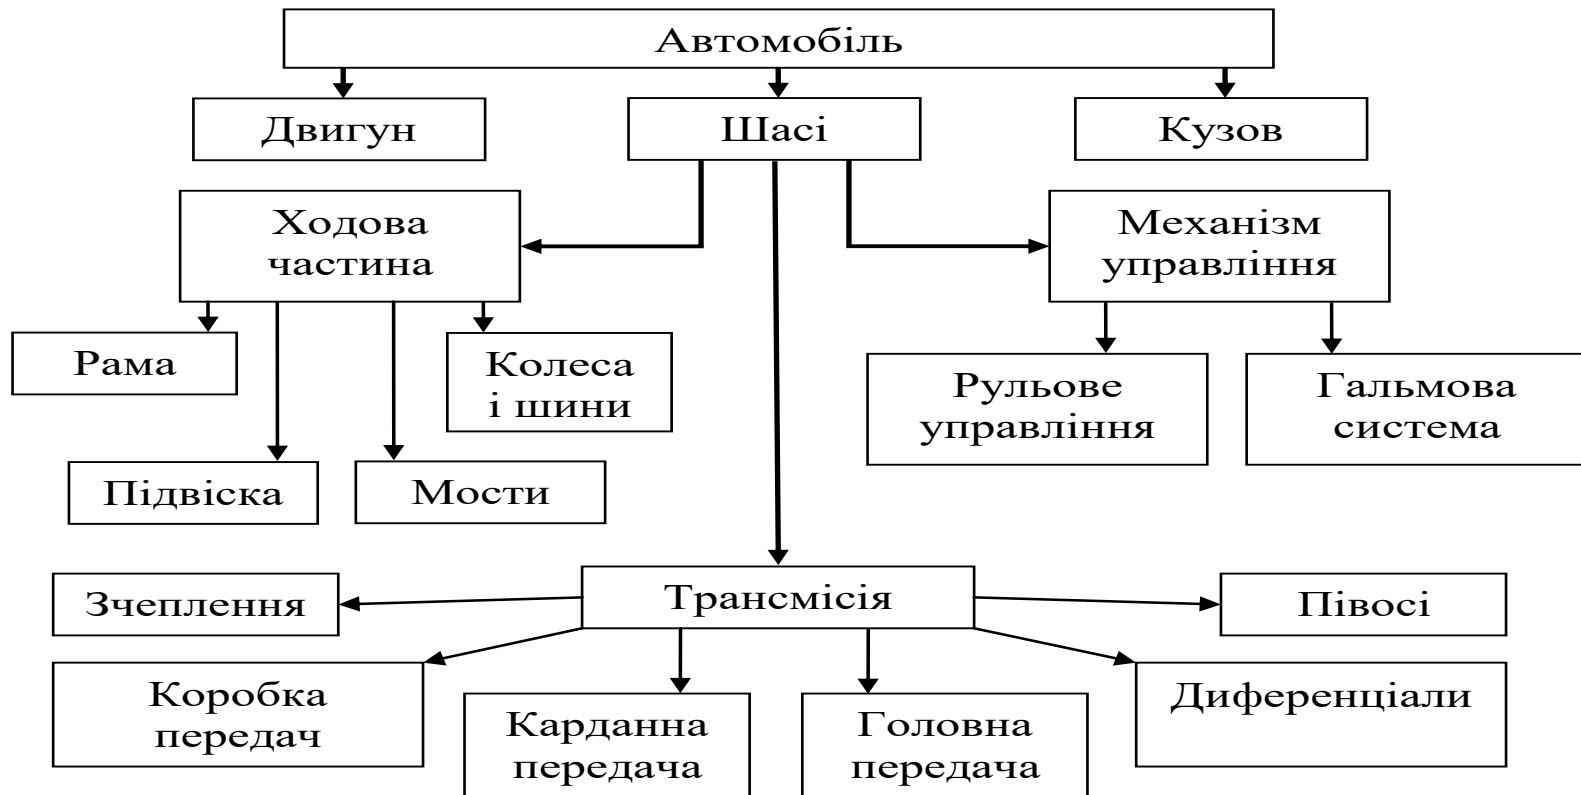 Автомобіль
Двигун
Шасі
Кузов
Ходова
частина
Механізм
управління
Рама
Колеса
і шини
Рульове
управління
Гальмова
система
Підвіска
Мости
Зчеплення
Трансмісія
Півосі
Коробка
передач
Карданна
передача
Головна
передача
Диференціали